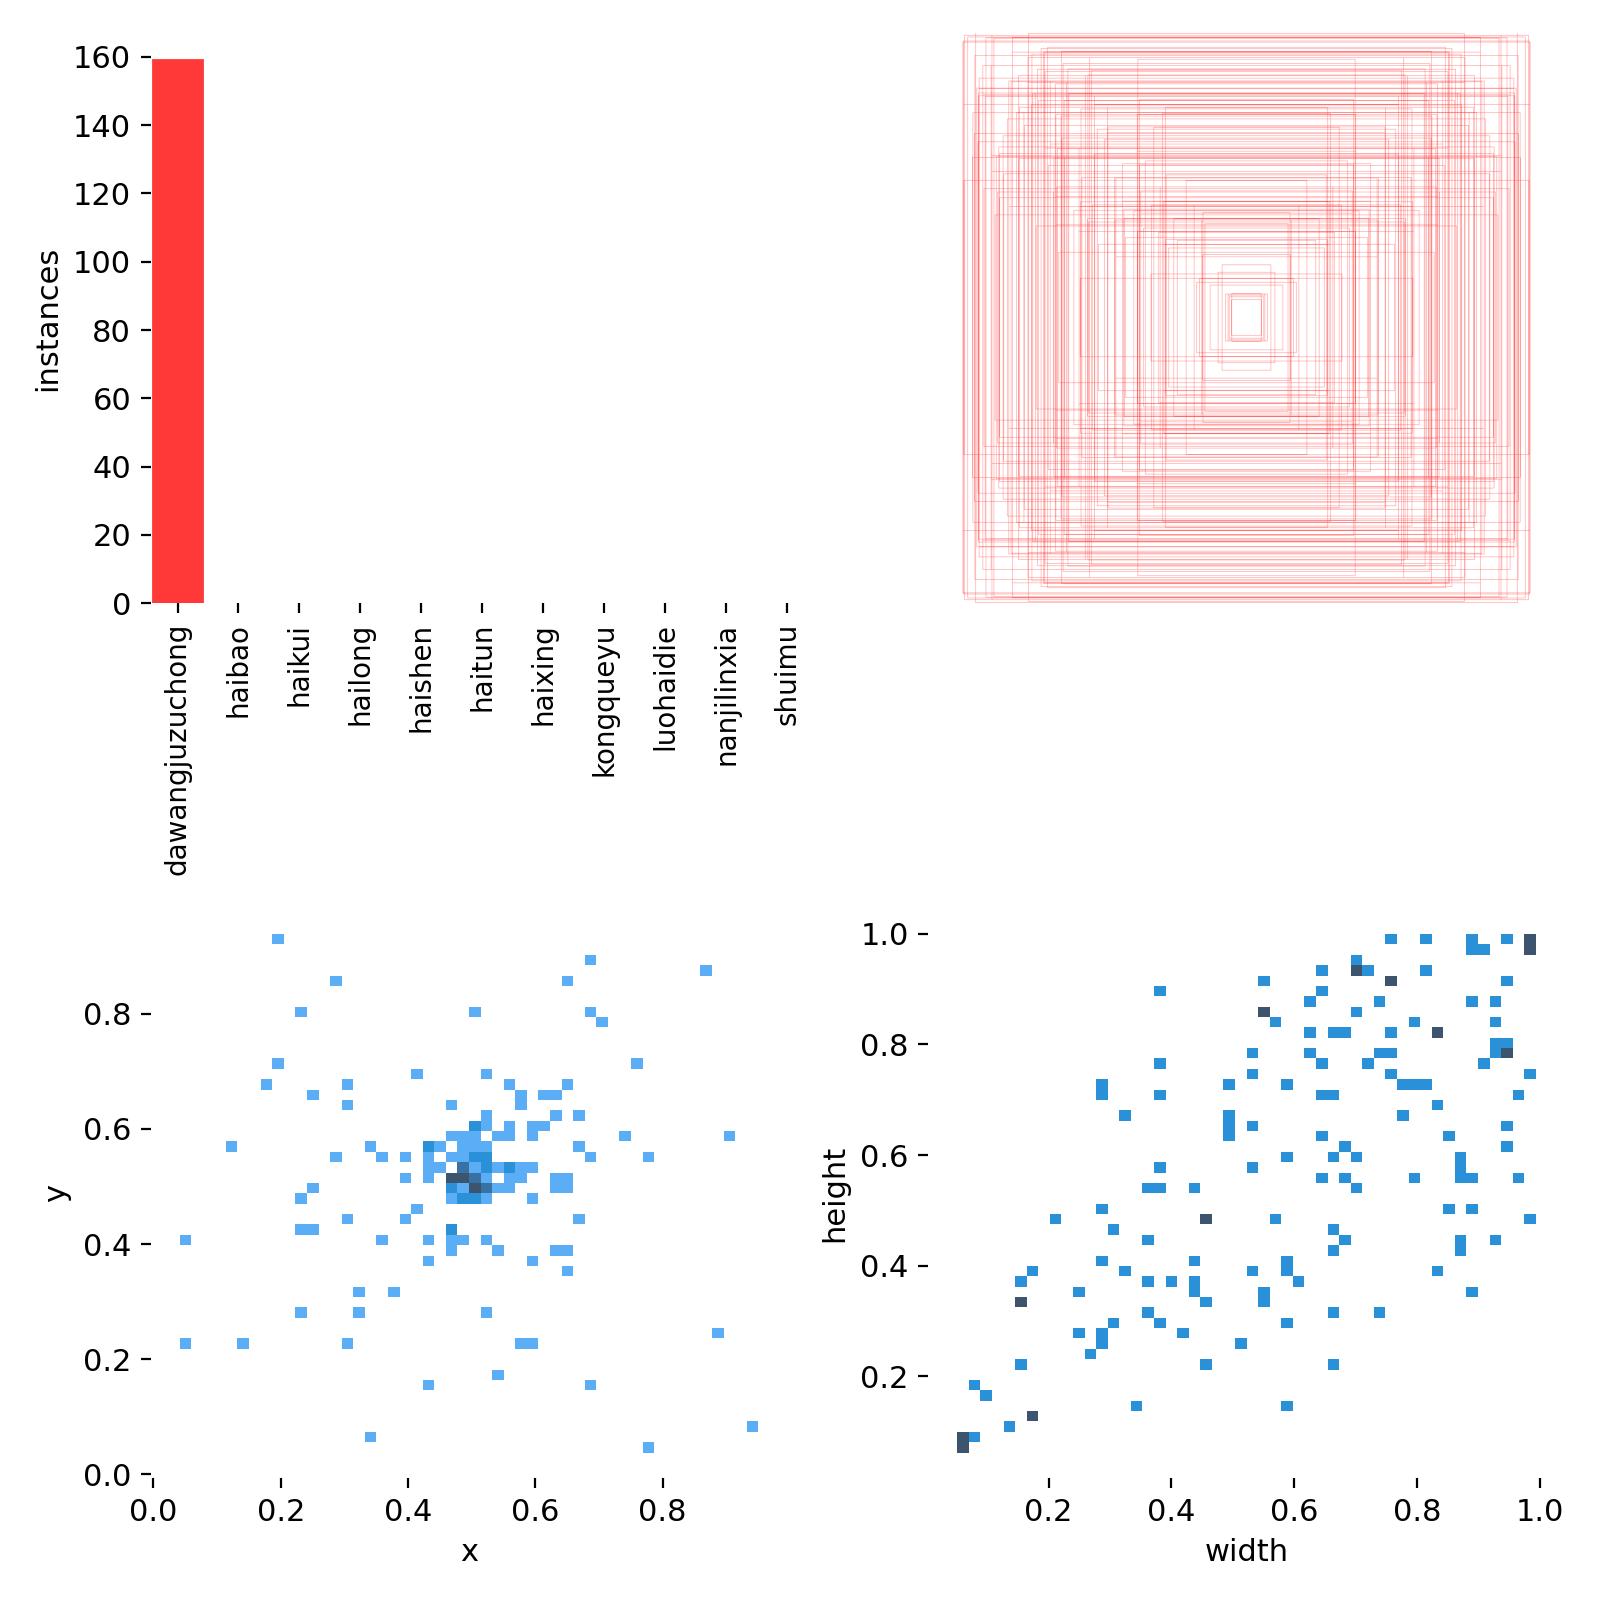 160
140
120
100
80
60
40
20
0
instances
dawangjuzuchong
haibao
haikui
hailong
haishen
haitun
haixing
kongqueyu
luohaidie
nanjilinxia
shuimu
0.8
0.6
0.4
0.2
0.0
y
0.0 0.2 0.4 0.6 0.8
x
1.0
0.8
0.6
0.4
0.2
height
0.2 0.4 0.6 0.8 1.0
width